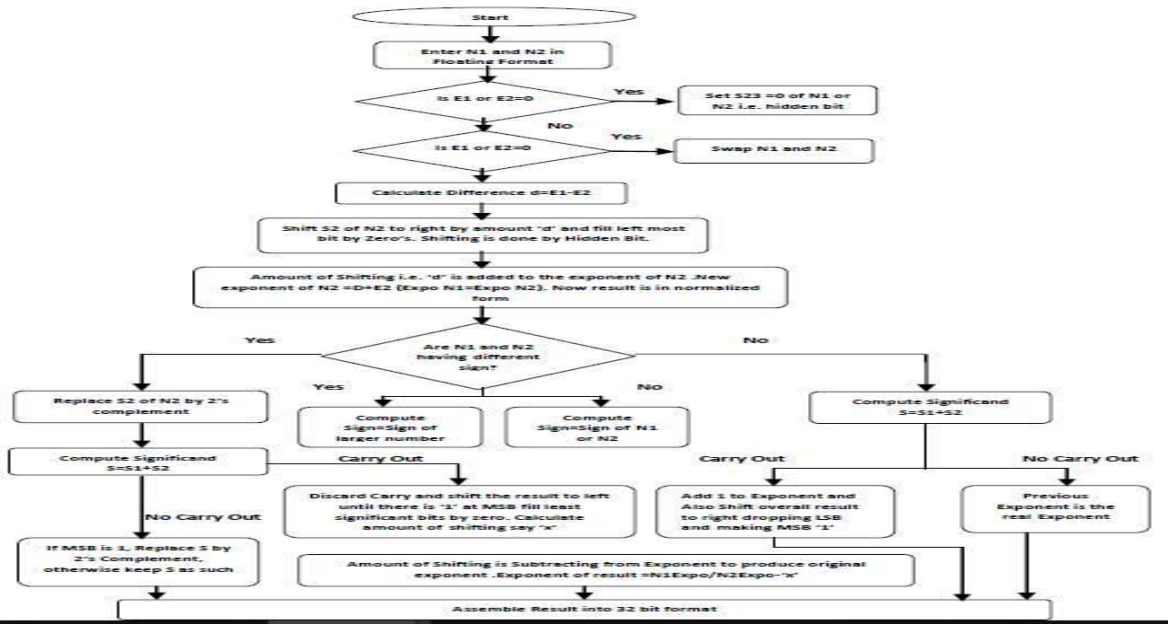 Start
Enter N1 and N2 in
Floating Format
Is E1 or E2=0
Yes
Set S23 =0 of N1 or
N2 i.e. hidden bit
No
Is E1 or E2=0
Yes
Swap N1 and N2
Calculate Difference d=E1-E2
Shift S2 of N2 to right by amount 'd' and fill left most
bit by Zero's. Shifting is done by Hidden Bit.
Amount of Shifting i.e. 'd' is added to the exponent of N2 .New
exponent of N2 =D+E2 {Expo N1=Expo N2}. Now result is in normalized
form
Are N1 and N2
having different
sign?
Yes
No
Replace S2 of N2 by 2's
complement
Yes
No
Compute
Sign=Sign of
larger number
Compute
Sign=Sign of N1
or N2
Compute Significand
S=S1+S2
Compute Significand
S=S1+S2
Carry Out
Carry Out
No Carry Out
Discard Carry and shift the result to left
until there is '1' at MSB fill least
significant bits by zero. Calculate
amount of shifting say 'x'
Add 1 to Exponent and
Also Shift overall result
to right dropping LSB
and making MSB '1'
Previous
Exponent is the
real Exponent
No Carry Out
If MSB is 1, Replace S by
2's Complement,
otherwise keep S as such
Amount of Shifting is Subtracting from Exponent to produce original
exponent .Exponent of result =N1Expo/N2Expo-'x'
Assemble Result into 32 bit format